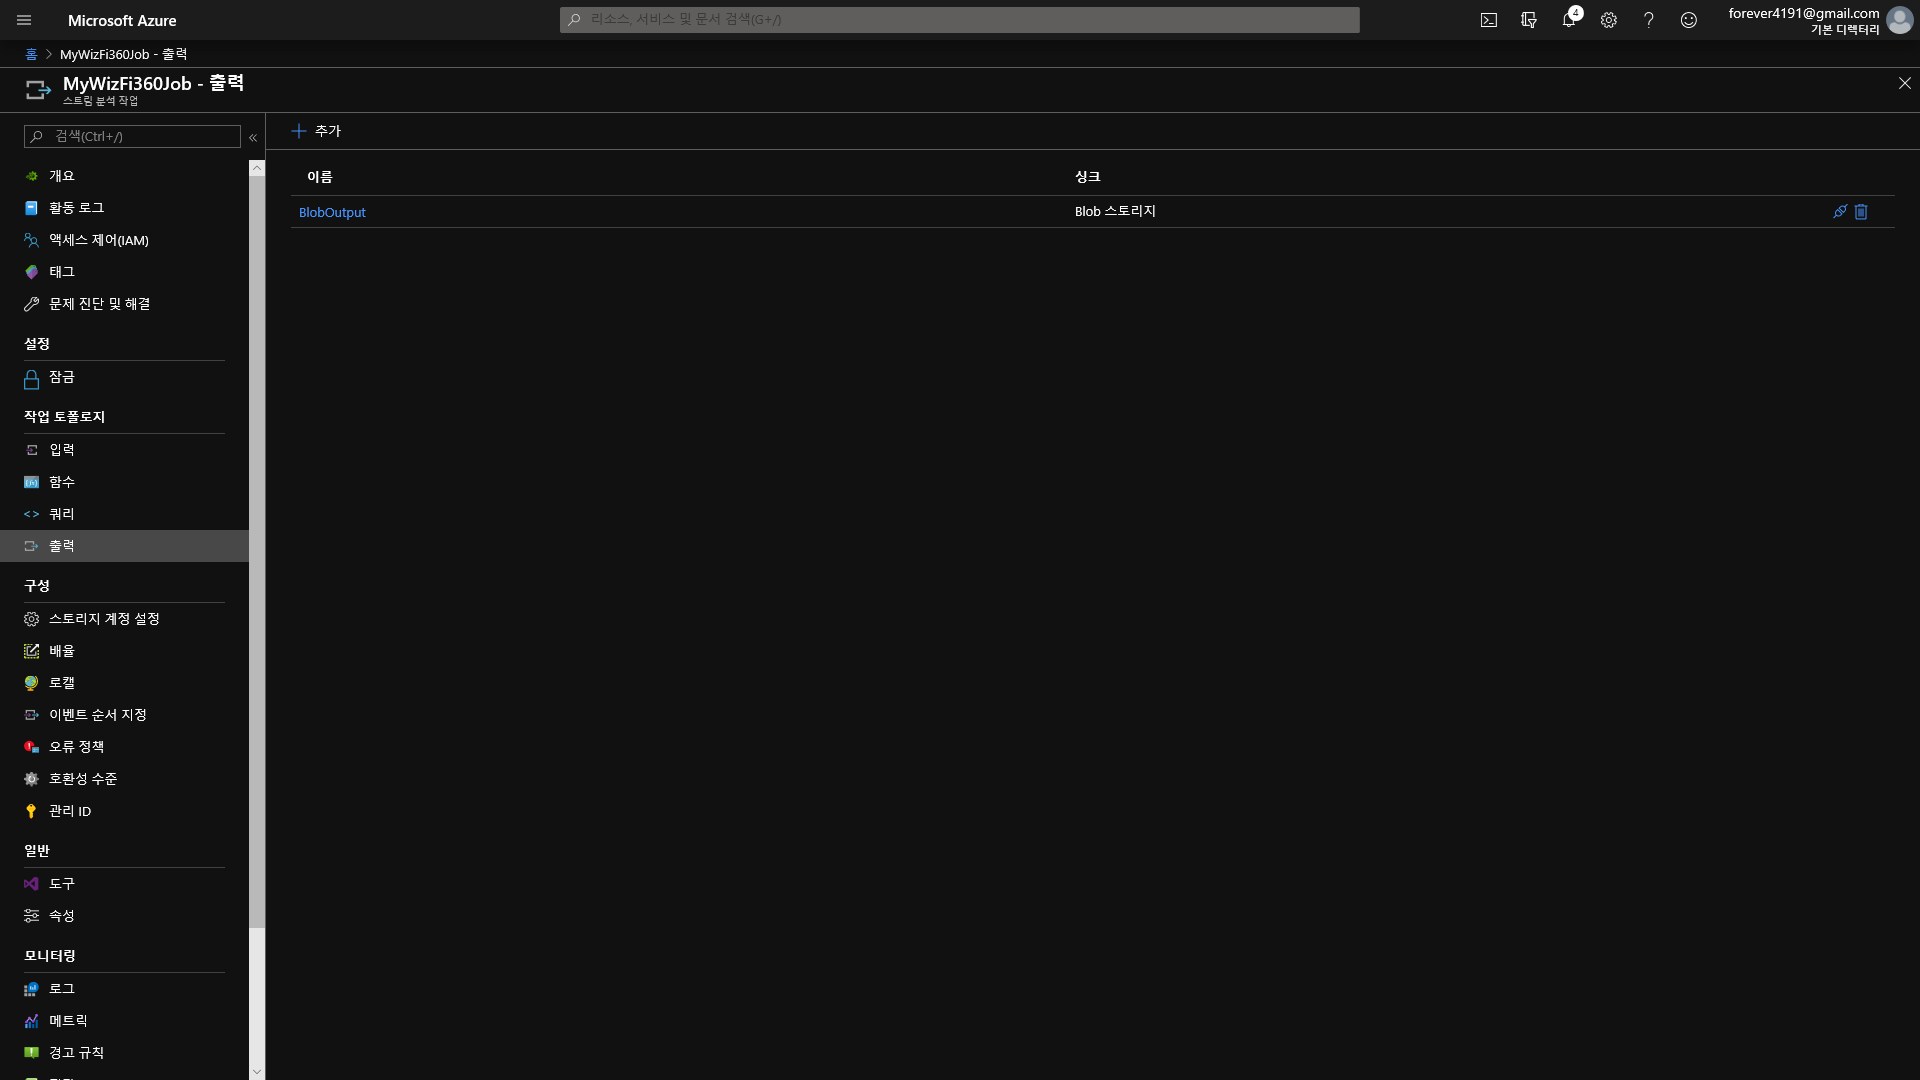 Microsoft Azure
리소스, 서비스 및 문서 검색(G+/)
4
forever4191@gmail.com
기본 디렉터리
홈 > MyWizFi360Job - 출력
MyWizFi360Job - 출력
스트림 분석 작업
검색(Ctrl+/)
개요
활동 로그
액세스 제어(IAM)
태그
문제 진단 및 해결
설정
잠금
작업 토폴로지
입력
함수
쿼리
출력
구성
스토리지 계정 설정
배율
로캘
이벤트 순서 지정
오류 정책
호환성 수준
관리 ID
일반
도구
속성
모니터링
로그
메트릭
경고 규칙
추가
이름 싱크
BlobOutput Blob 스토리지